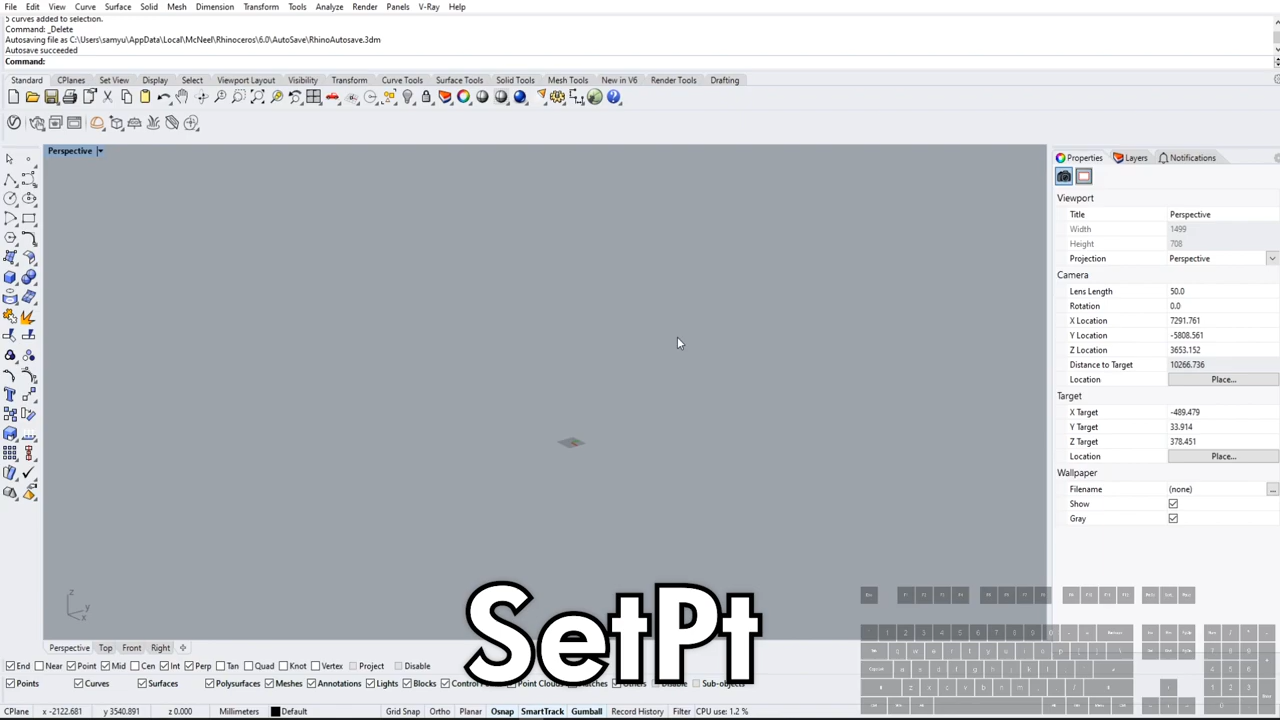 File Edit View Curve Surface Solid Mesh Dimension Transform Tools Analyze Render Panels V-Ray Help
5 curves added to selection.
Command: _Delete
Autosaving file as C:\Users\samyu\AppData\Local\McNeel\Rhinoceros\6.0\AutoSave\RhinoAutosave.3dm
Autosave succeeded
Command:
Standard CPlanes Set View Display Select Viewport Layout Visibility Transform Curve Tools Surface Tools Solid Tools Mesh Tools New in V6 Render Tools Drafting
Perspective
Properties Layers Notifications
Viewport
Title Perspective
Width 1499
Height 708
Projection Perspective
Camera
Lens Length 50.0
Rotation 0.0
X Location 7291.761
Y Location -5808.561
Z Location 3653.152
Distance to Target 10266.736
Location Place...
Target
X Target -489.479
Y Target 33.914
Z Target 378.451
Location Place...
Wallpaper
Filename (none) ...
Show
Gray
z
y
x
SetPt
Perspective Top Front Right
End Near Point Mid Cen Int Perp Tan Quad Knot Vertex Project Disable
Points Curves Surfaces Polysurfaces Meshes Annotations Lights Blocks Control Point Clouds Sub-objects
CPlane x -2122.681 y 3540.891 z 0.000 Millimeters Default Grid Snap Ortho Planar Osnap SmartTrack Gumball Record History Filter CPU use: 1.2 %